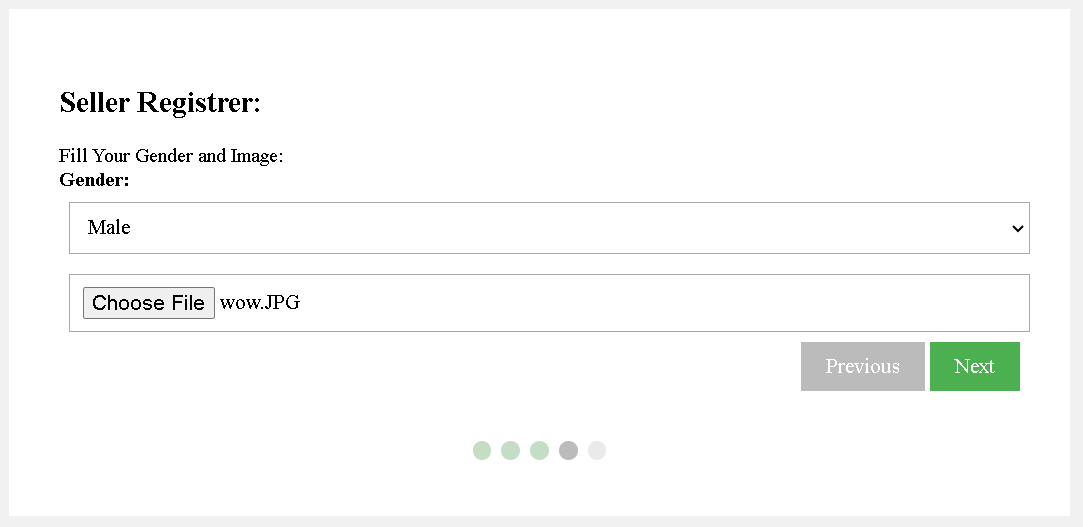 Seller Registrer:
Fill Your Gender and Image:
Gender:
Male
Choose File wow.JPG
Previous Next